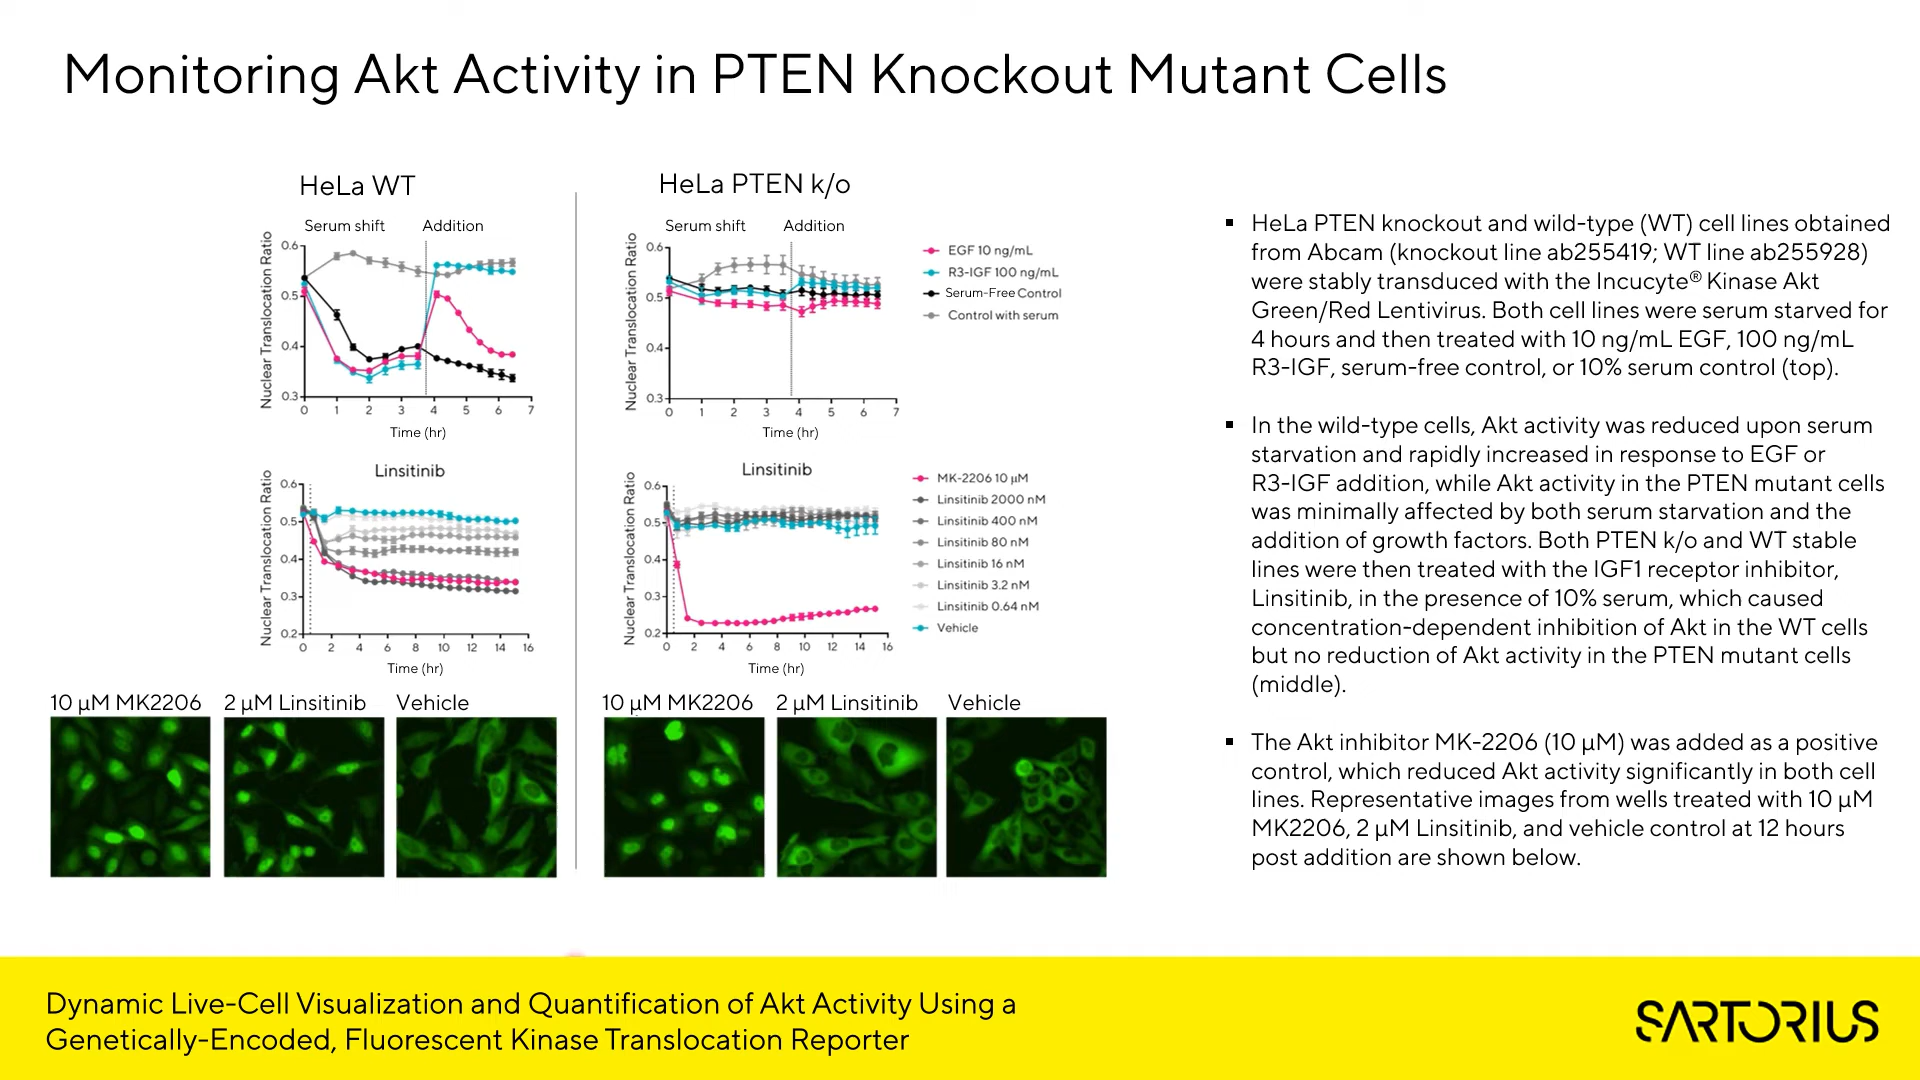 Monitoring Akt Activity in PTEN Knockout Mutant Cells
HeLa WT
Serum shift
Addition
Nuclear Translocation Ratio
0.6
0.5
0.4
0.3
0 1 2 3 4 5 6 7
Time (hr)
HeLa PTEN k/o
Serum shift
Addition
Nuclear Translocation Ratio
0.6
0.5
0.4
0.3
0 1 2 3 4 5 6 7
Time (hr)
EGF 10 ng/mL
R3-IGF 100 ng/mL
Serum-Free Control
Control with serum
Linsitinib
Nuclear Translocation Ratio
0.6
0.5
0.4
0.3
0.2
0 2 4 6 8 10 12 14 16
Time (hr)
Linsitinib
Nuclear Translocation Ratio
0.6
0.5
0.4
0.3
0.2
0 2 4 6 8 10 12 14 16
Time (hr)
MK-2206 10 µM
Linsitinib 2000 nM
Linsitinib 400 nM
Linsitinib 80 nM
Linsitinib 16 nM
Linsitinib 3.2 nM
Linsitinib 0.64 nM
Vehicle
10 µM MK2206
2 µM Linsitinib
Vehicle
10 µM MK2206
2 µM Linsitinib
Vehicle
▪ HeLa PTEN knockout and wild-type (WT) cell lines obtained
from Abcam (knockout line ab255419; WT line ab255928)
were stably transduced with the Incucyte® Kinase Akt
Green/Red Lentivirus. Both cell lines were serum starved for
4 hours and then treated with 10 ng/mL EGF, 100 ng/mL
R3-IGF, serum-free control, or 10% serum control (top).
▪ In the wild-type cells, Akt activity was reduced upon serum
starvation and rapidly increased in response to EGF or
R3-IGF addition, while Akt activity in the PTEN mutant cells
was minimally affected by both serum starvation and the
addition of growth factors. Both PTEN k/o and WT stable
lines were then treated with the IGF1 receptor inhibitor,
Linsitinib, in the presence of 10% serum, which caused
concentration-dependent inhibition of Akt in the WT cells
but no reduction of Akt activity in the PTEN mutant cells
(middle).
▪ The Akt inhibitor MK-2206 (10 µM) was added as a positive
control, which reduced Akt activity significantly in both cell
lines. Representative images from wells treated with 10 µM
MK2206, 2 µM Linsitinib, and vehicle control at 12 hours
post addition are shown below.
Dynamic Live-Cell Visualization and Quantification of Akt Activity Using a
Genetically-Encoded, Fluorescent Kinase Translocation Reporter
SARTORIUS